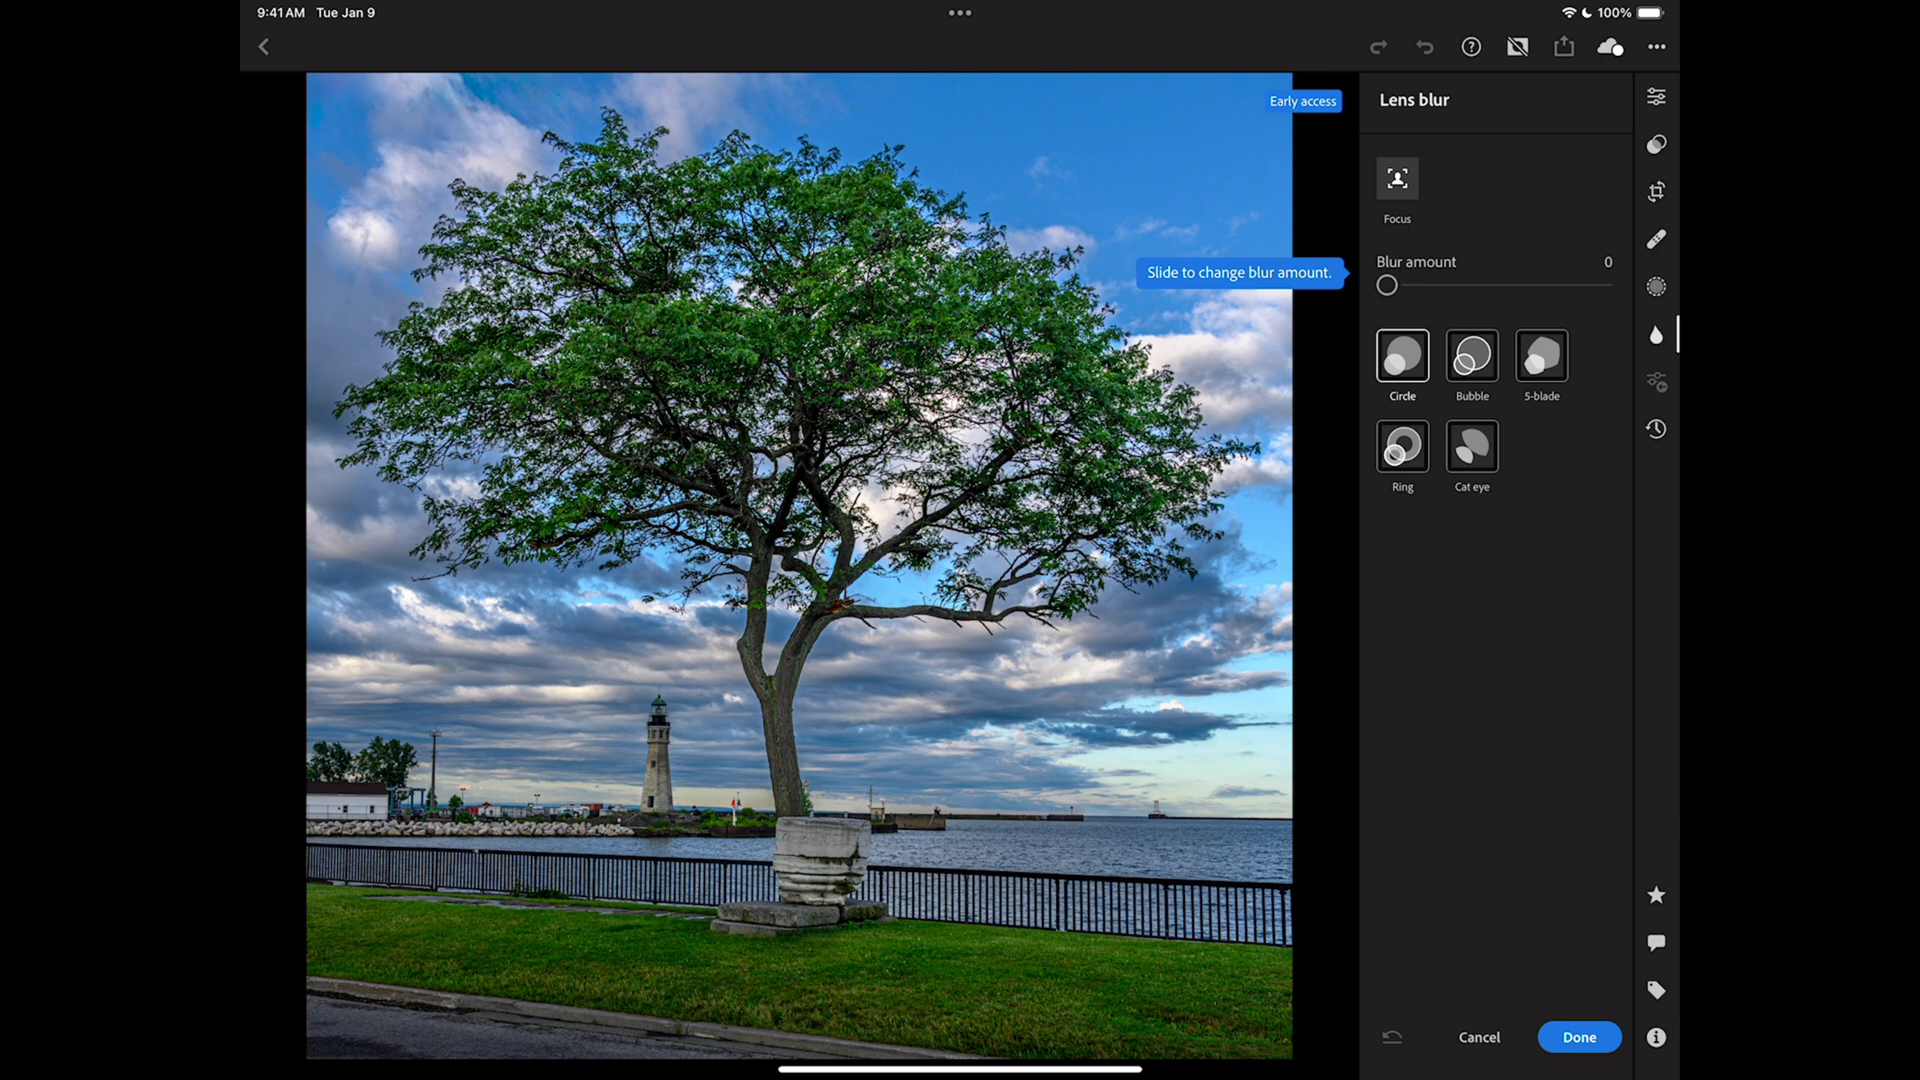 9:41 AM Tue Jan 9
100%
Early access
Lens blur
Focus
Blur amount 0
Slide to change blur amount.
Circle Bubble 5-blade
Ring Cat eye
Cancel Done